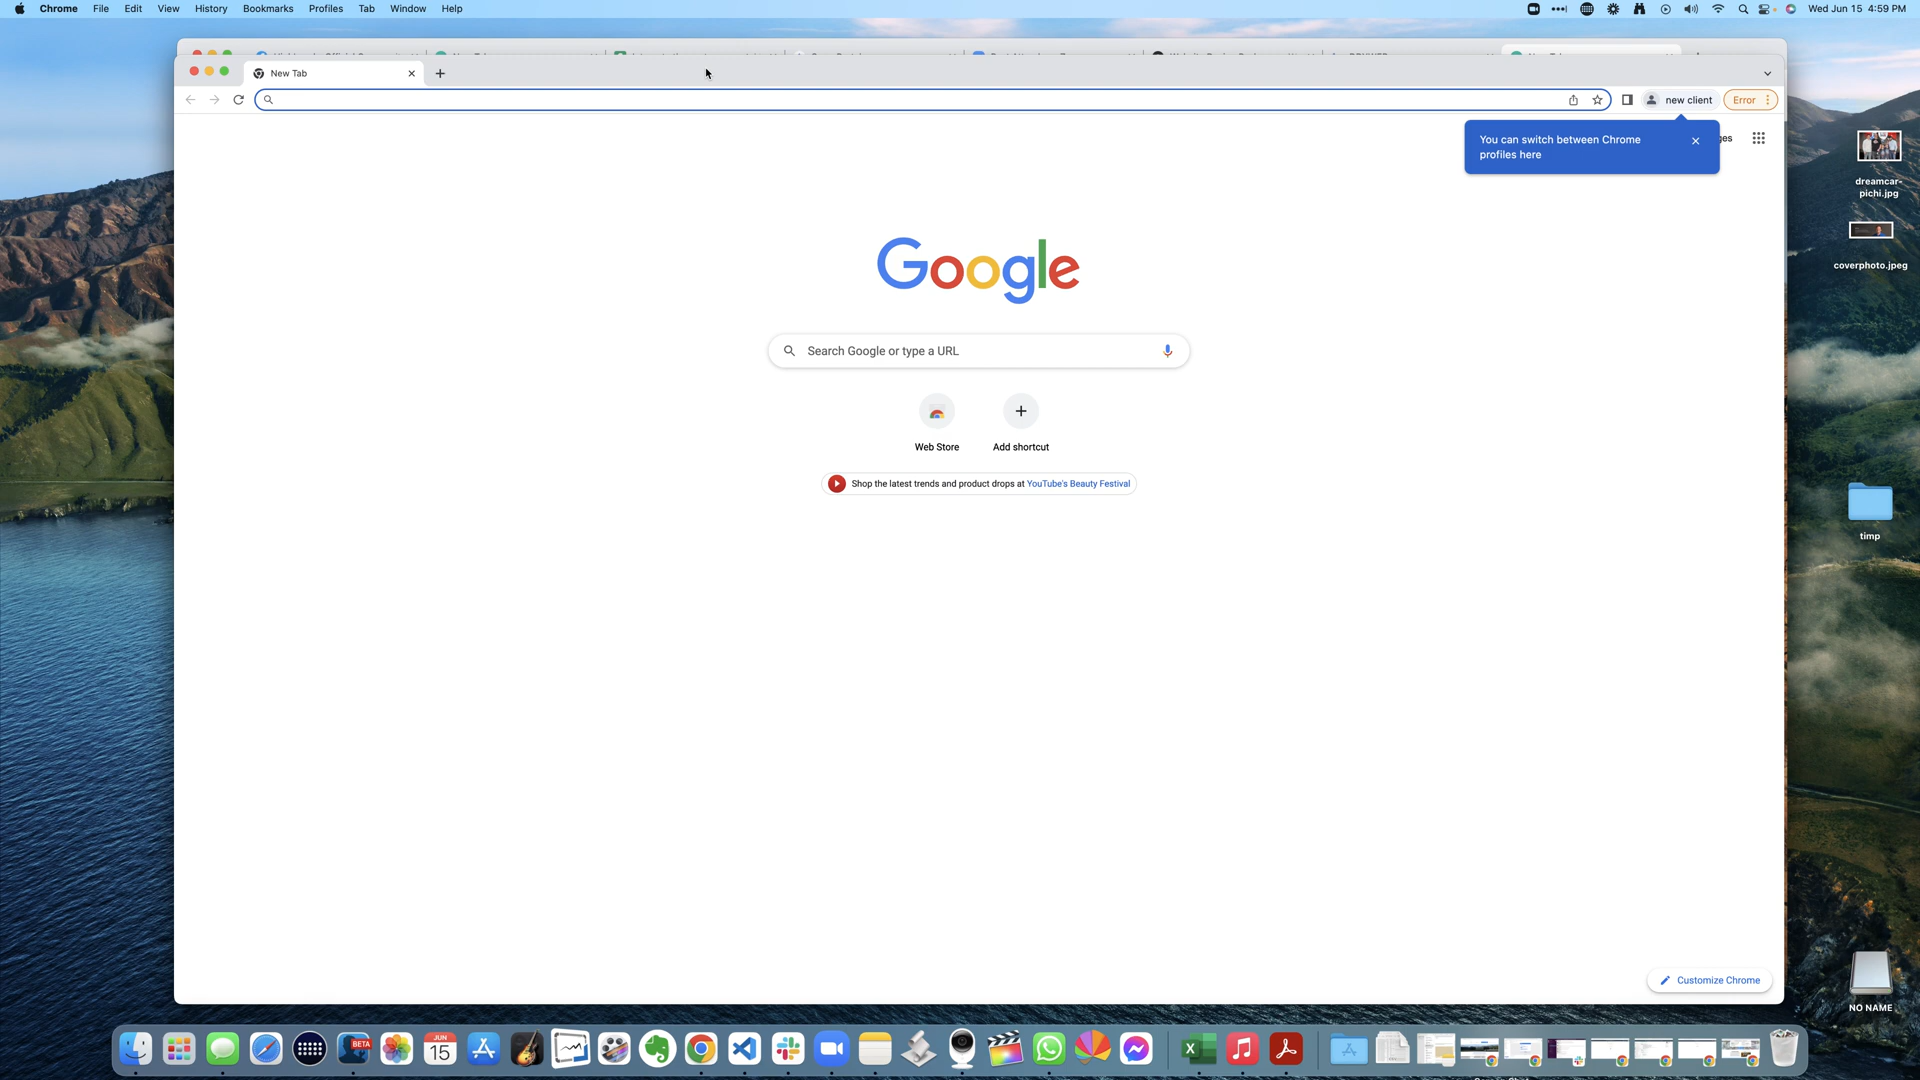 Chrome File Edit View History Bookmarks Profiles Tab Window Help
Wed Jun 15 4:59 PM
New Tab
new client
Error
You can switch between Chrome
profiles here
Google
Search Google or type a URL
Web Store
Add shortcut
Shop the latest trends and product drops at YouTube's Beauty Festival
dreamcar-
pichi.jpg
coverphoto.jpeg
timp
Customize Chrome
NO NAME
BETA
JUN
15